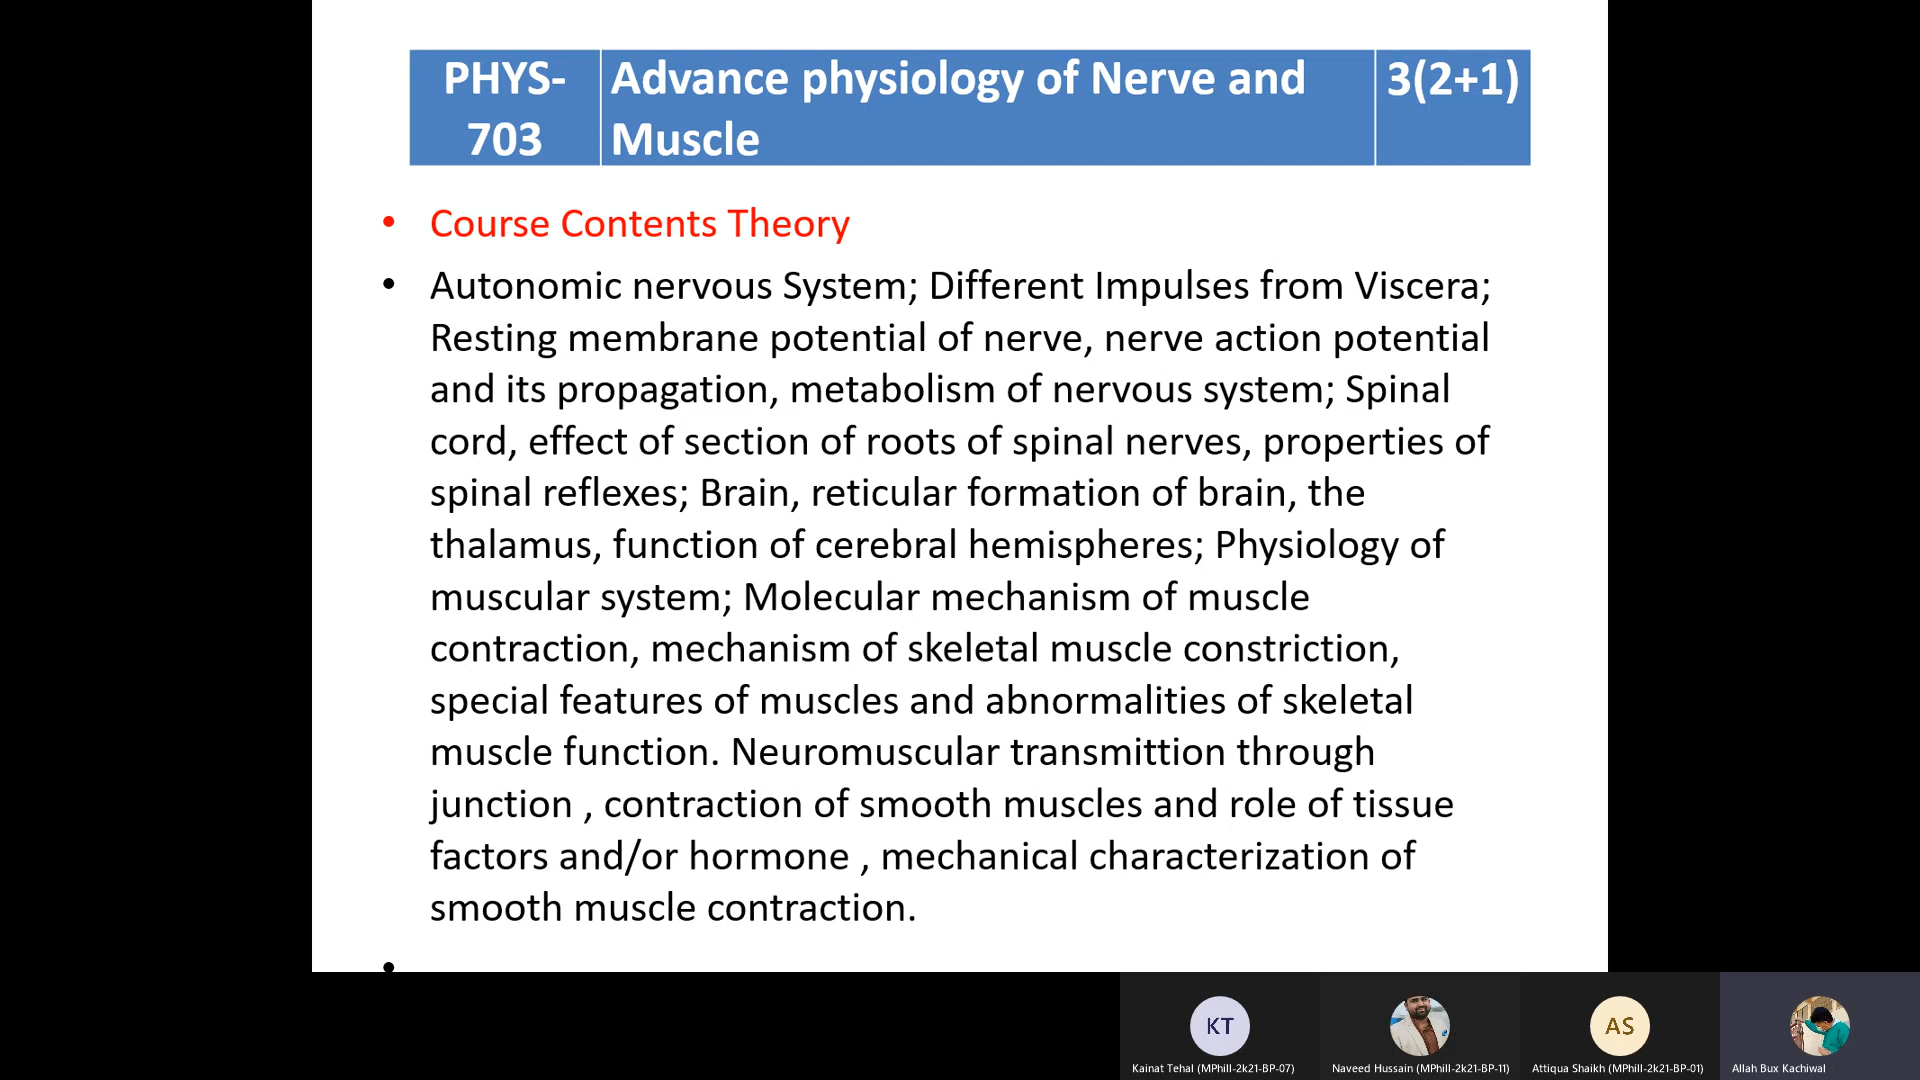 PHYS-
703
Advance physiology of Nerve and
Muscle
3(2+1)
• Course Contents Theory
• Autonomic nervous System; Different Impulses from Viscera;
Resting membrane potential of nerve, nerve action potential
and its propagation, metabolism of nervous system; Spinal
cord, effect of section of roots of spinal nerves, properties of
spinal reflexes; Brain, reticular formation of brain, the
thalamus, function of cerebral hemispheres; Physiology of
muscular system; Molecular mechanism of muscle
contraction, mechanism of skeletal muscle constriction,
special features of muscles and abnormalities of skeletal
muscle function. Neuromuscular transmittion through
junction , contraction of smooth muscles and role of tissue
factors and/or hormone , mechanical characterization of
smooth muscle contraction.
•
KT
AS
Kainat Tehal (MPhill-2k21-BP-07)
Naveed Hussain (MPhill-2k21-BP-11)
Attiqua Shaikh (MPhill-2k21-BP-01)
Allah Bux Kachiwal